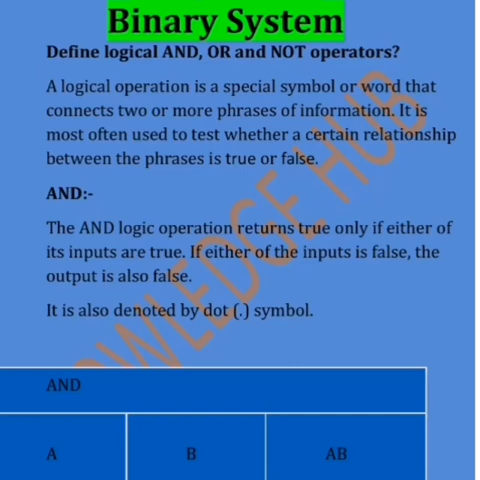 Binary System
Define logical AND, OR and NOT operators?
A logical operation is a special symbol or word that
connects two or more phrases of information. It is
most often used to test whether a certain relationship
between the phrases is true or false.
AND:-
The AND logic operation returns true only if either of
its inputs are true. If either of the inputs is false, the
output is also false.
It is also denoted by dot (.) symbol.
AND
A B AB